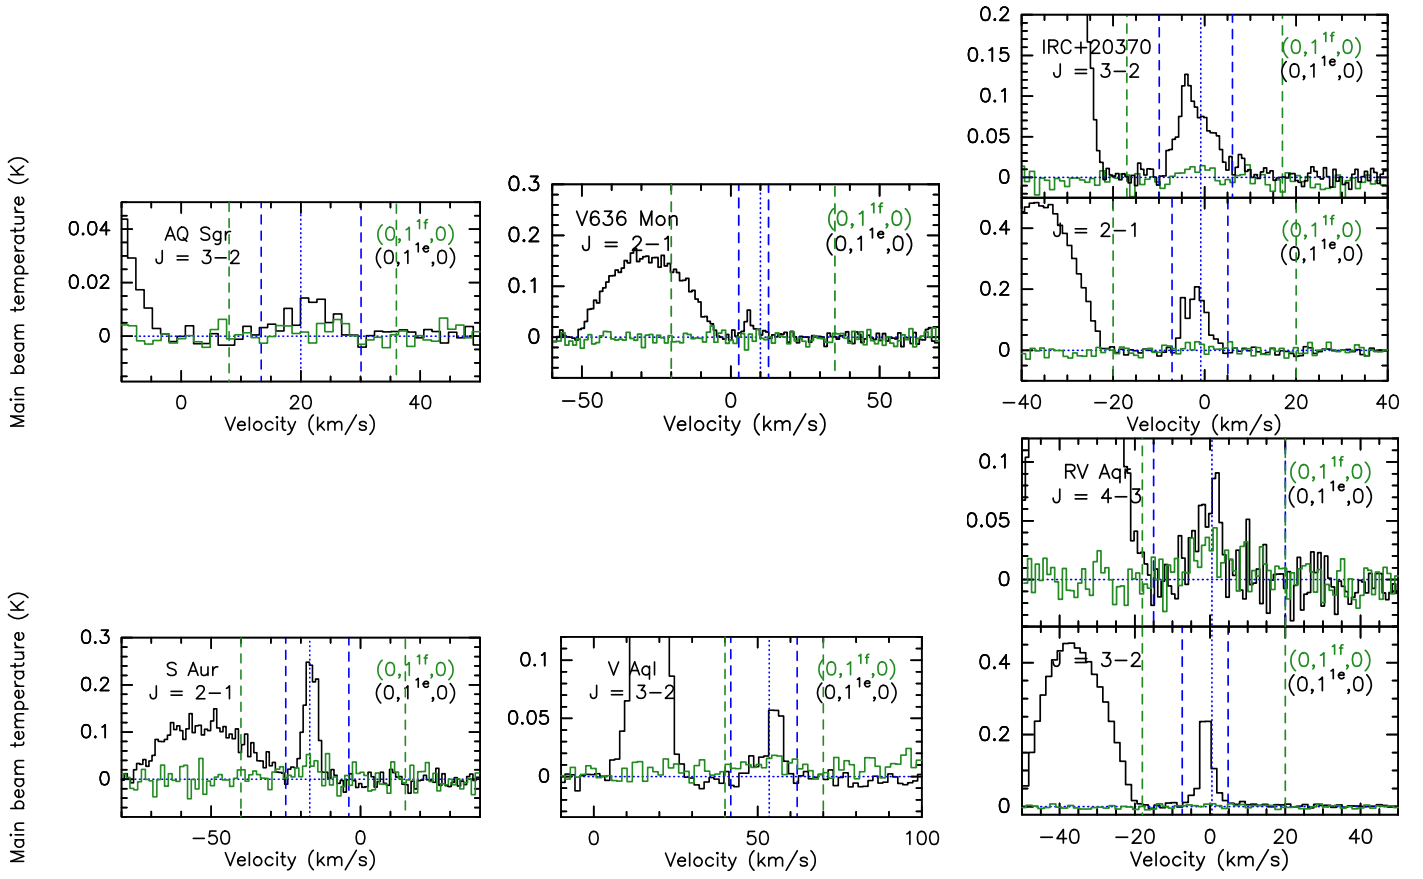 Main beam temperature (K)
AQ Sgr
J = 3−2
(0,1^1f,0)
(0,1^1e,0)
0.04
0.02
0
0 20 40
Velocity (km/s)
V636 Mon
J = 2−1
(0,1^1f,0)
(0,1^1e,0)
0.3
0.2
0.1
0
−50 0 50
Velocity (km/s)
IRC+20370
J = 3−2
(0,1^1f,0)
(0,1^1e,0)
0.2
0.15
0.1
0.05
0
J = 2−1
(0,1^1f,0)
(0,1^1e,0)
0.4
0.2
0
−40 −20 0 20 40
Velocity (km/s)
Main beam temperature (K)
S Aur
J = 2−1
(0,1^1f,0)
(0,1^1e,0)
0.3
0.2
0.1
0
−50 0
Velocity (km/s)
V Aql
J = 3−2
(0,1^1f,0)
(0,1^1e,0)
0.1
0.05
0
0 50 100
Velocity (km/s)
RV Aqr
J = 4−3
(0,1^1f,0)
(0,1^1e,0)
0.1
0.05
0
J = 3−2
(0,1^1f,0)
(0,1^1e,0)
0.4
0.2
0
−40 −20 0 20 40
Velocity (km/s)